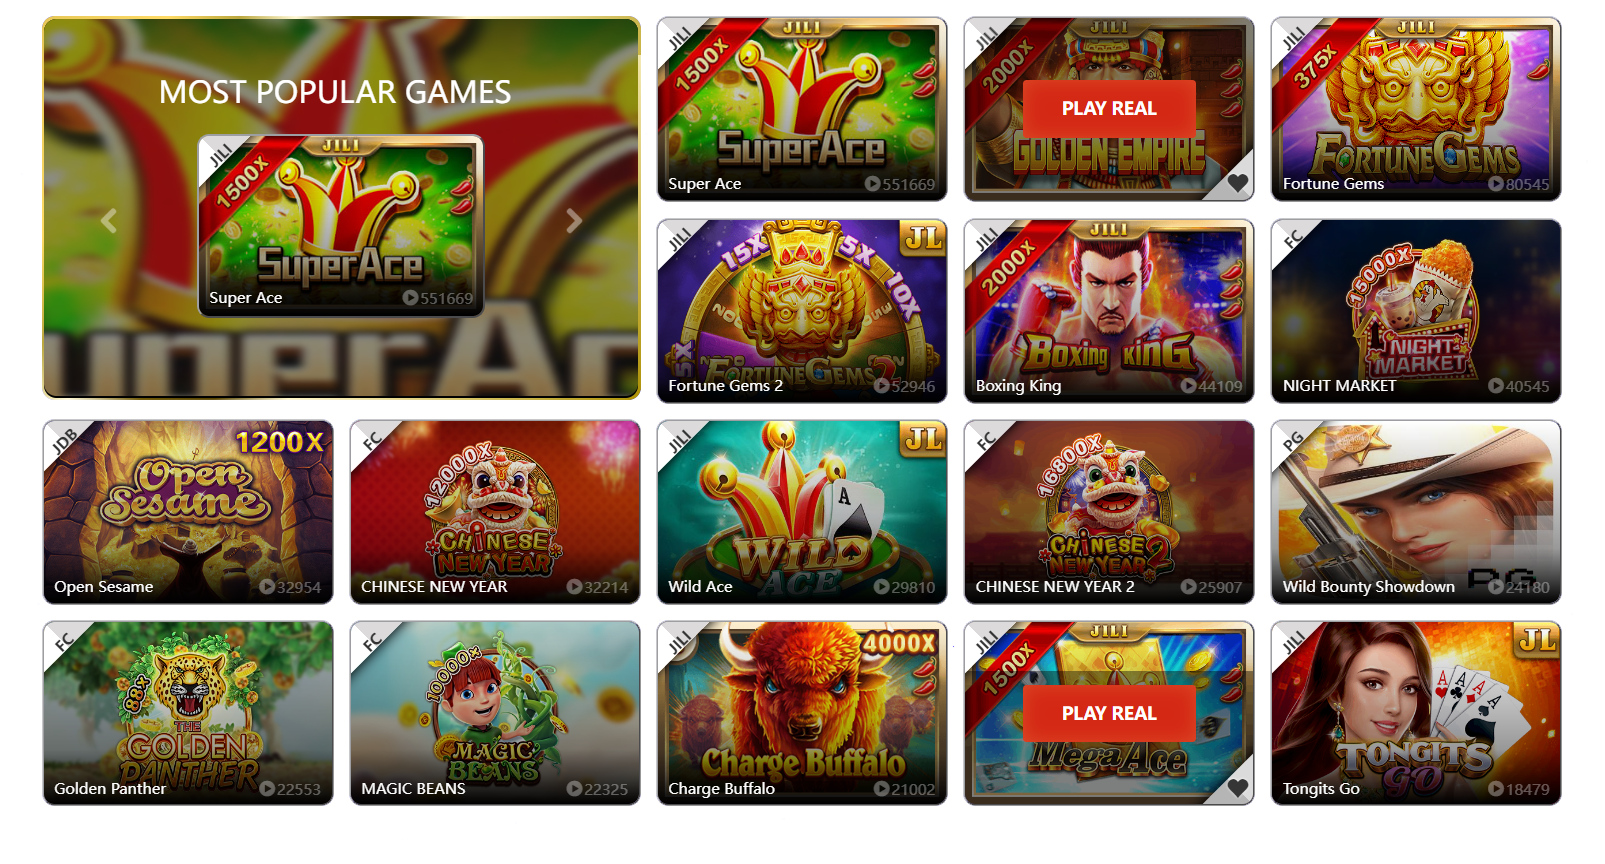 MOST POPULAR GAMES
JILI
1500X
JILI
SuperAce
Super Ace
551669
JILI
1500X
JILI
SuperAce
Super Ace
551669
JILI
2000X
PLAY REAL
GOLDEN EMPIRE
JILI
375X
JILI
FORTUNE GEMS
Fortune Gems
80545
JILI
15X
5X
10X
JL
5X
FORTUNE GEMS 2
Fortune Gems 2
52946
JILI
2000X
JILI
Boxing KING
Boxing King
44109
FC
15000X
NIGHT
MARKET
NIGHT MARKET
40545
JDB
1200X
Open
Sesame
Open Sesame
32954
FC
12000X
CHINESE
NEW YEAR
CHINESE NEW YEAR
32214
JILI
JL
A
WILD
ACE
Wild Ace
29810
FC
16800X
CHINESE
NEW YEAR 2
CHINESE NEW YEAR 2
25907
PG
PG
Wild Bounty Showdown
24180
FC
88X
THE
GOLDEN
PANTHER
Golden Panther
22553
FC
10000x
MAGIC
BEANS
MAGIC BEANS
22325
JILI
4000X
Charge Buffalo
Charge Buffalo
21002
JILI
1500X
JILI
PLAY REAL
MegaAce
JILI
JL
A A A A
TONGITS
GO
Tongits Go
18479